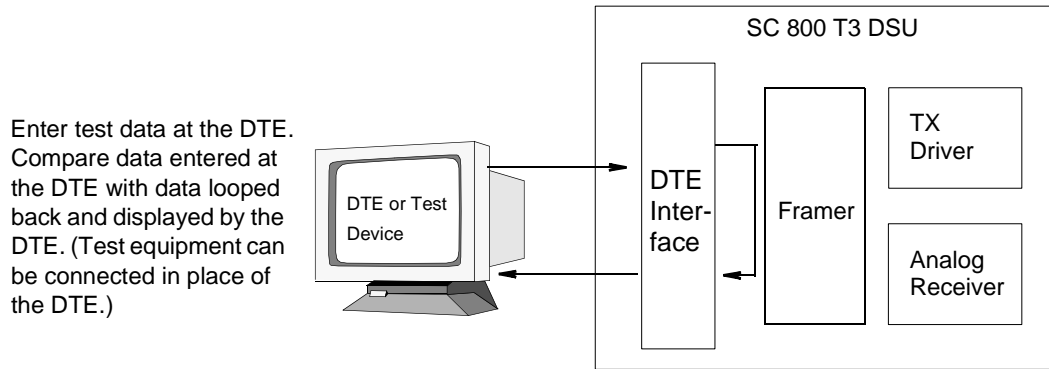 SC 800 T3 DSU
Enter test data at the DTE.
Compare data entered at
the DTE with data looped
back and displayed by the
DTE. (Test equipment can
be connected in place of
the DTE.)
DTE or Test
Device
DTE
Inter-
face
Framer
TX
Driver
Analog
Receiver